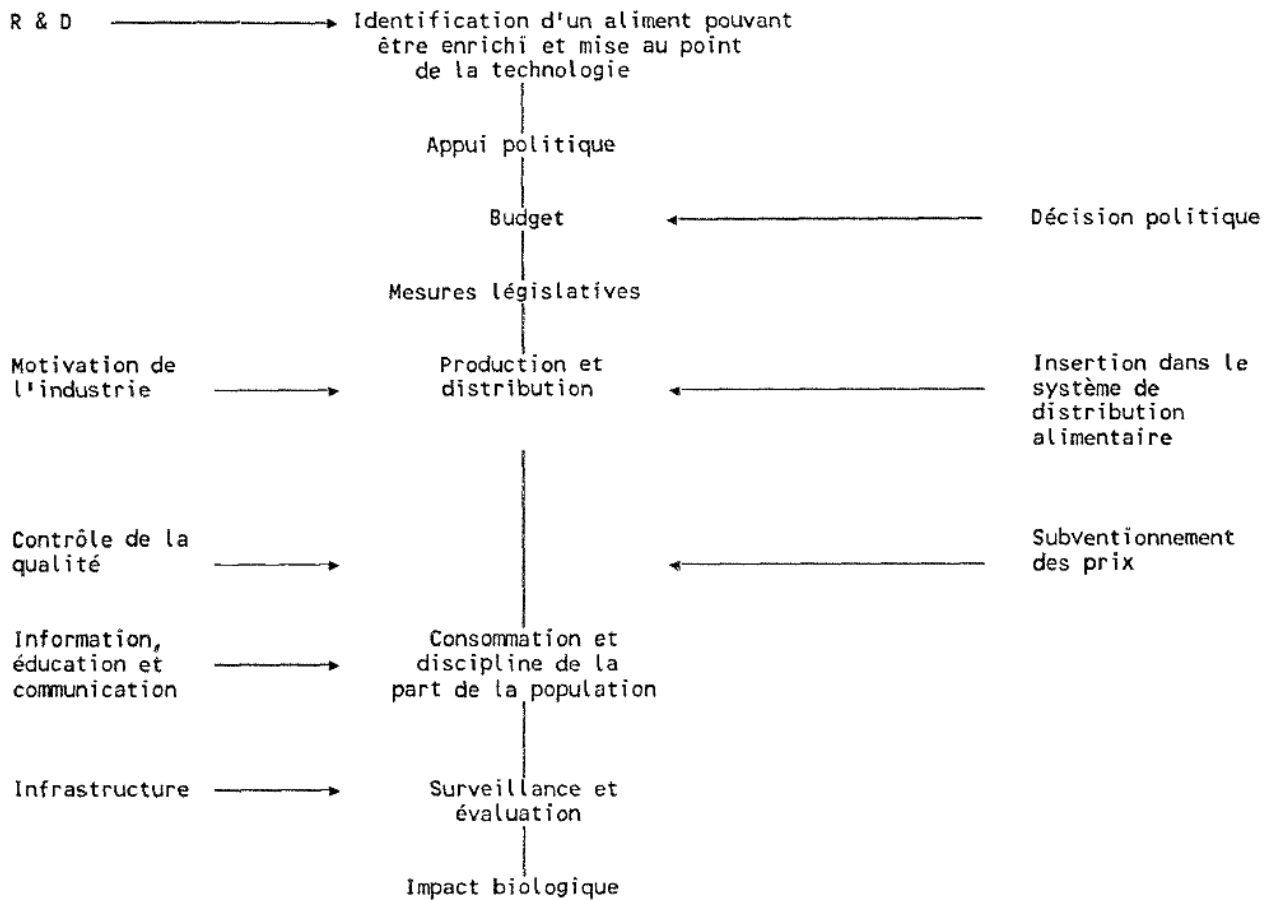 R & D
Identification d'un aliment pouvant
être enrichi et mise au point
de la technologie
Appui politique
Budget
Décision politique
Mesures législatives
Motivation de
l'industrie
Production et
distribution
Insertion dans le
système de
distribution
alimentaire
Contrôle de la
qualité
Subventionnement
des prix
Information,
éducation et
communication
Consommation et
discipline de la
part de la population
Infrastructure
Surveillance et
évaluation
Impact biologique